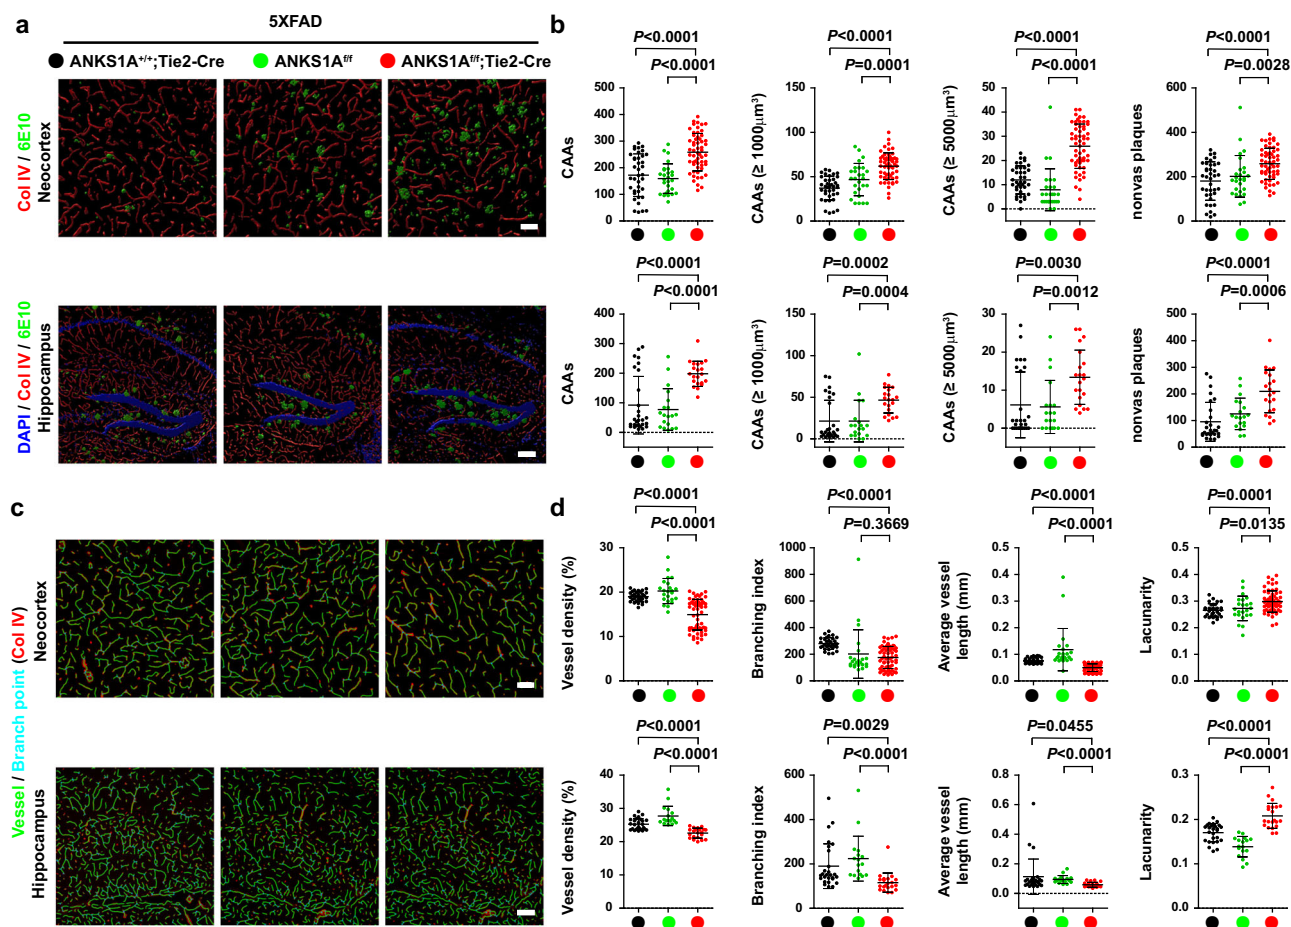 a
5XFAD
ANKS1A+/+;Tie2-Cre
ANKS1Af/f
ANKS1Af/f;Tie2-Cre
Col IV / 6E10
Neocortex
DAPI / Col IV / 6E10
Hippocampus
b
P<0.0001
P<0.0001
500
400
300
200
100
0
CAAs
P<0.0001
P=0.0001
150
100
50
0
CAAs (≥ 1000μm³)
P<0.0001
P<0.0001
50
40
30
20
10
0
CAAs (≥ 5000μm³)
P<0.0001
P=0.0028
600
400
200
0
nonvas plaques
P<0.0001
P<0.0001
400
300
200
100
0
CAAs
P=0.0002
P=0.0004
150
100
50
0
CAAs (≥ 1000μm³)
P=0.0030
P=0.0012
30
20
10
0
CAAs (≥ 5000μm³)
P<0.0001
P=0.0006
500
400
300
200
100
0
nonvas plaques
c
Vessel / Branch point (Col IV)
Neocortex
Hippocampus
d
P<0.0001
P<0.0001
30
20
10
0
Vessel density (%)
P<0.0001
P=0.3669
1000
800
600
400
200
0
Branching index
P<0.0001
P<0.0001
0.5
0.4
0.3
0.2
0.1
0.0
Average vessel
length (mm)
P=0.0001
P=0.0135
0.5
0.4
0.3
0.2
0.1
0.0
Lacunarity
P<0.0001
P<0.0001
40
30
20
10
0
Vessel density (%)
P=0.0029
P<0.0001
600
400
200
0
Branching index
P=0.0455
P<0.0001
0.8
0.6
0.4
0.2
0.0
Average vessel
length (mm)
P<0.0001
P<0.0001
0.3
0.2
0.1
0.0
Lacunarity